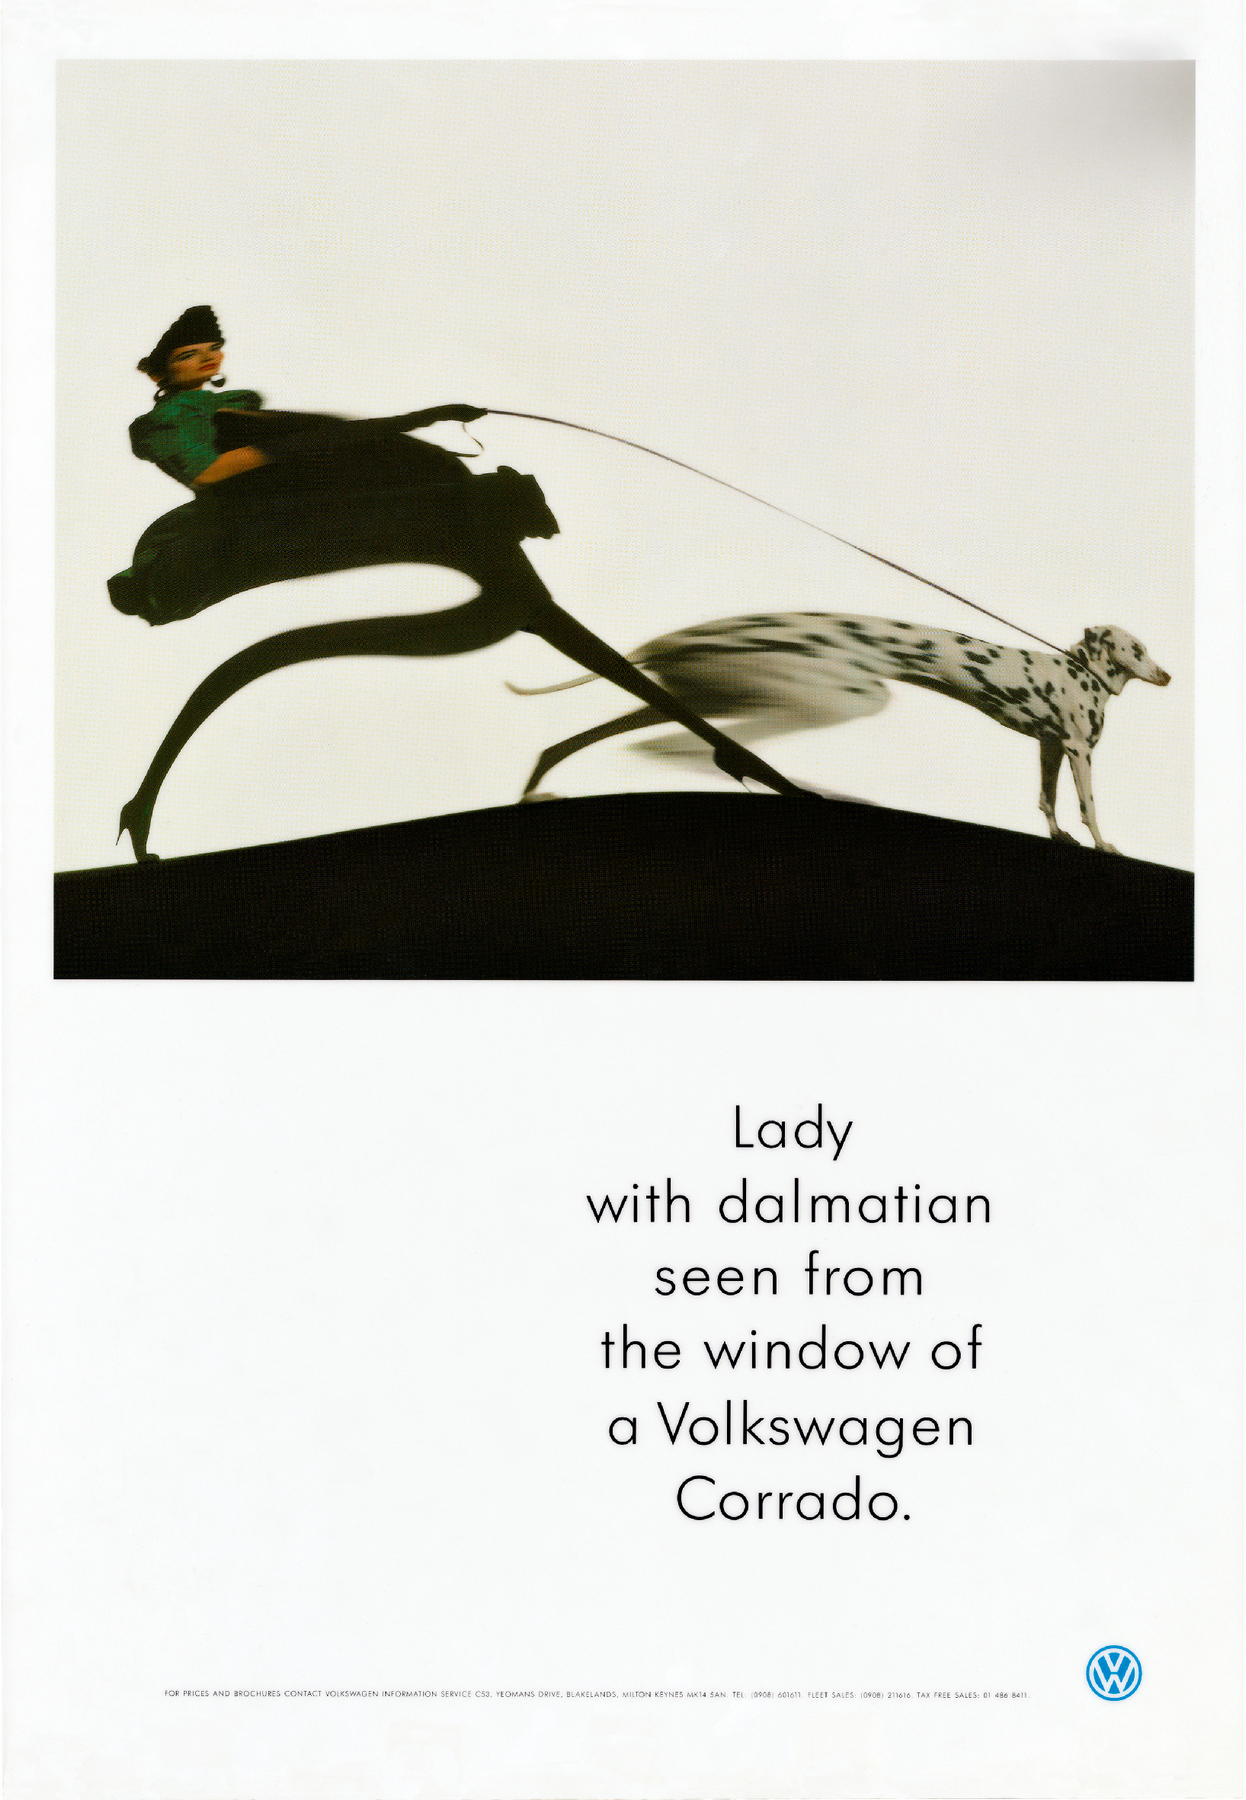 Lady
with dalmatian
seen from
the window of
a Volkswagen
Corrado.
FOR PRICES AND BROCHURES CONTACT VOLKSWAGEN INFORMATION SERVICE C53, YEOMANS DRIVE, BLAKELANDS, MILTON KEYNES MK14 5AN. TEL: (0908) 601611. FLEET SALES: (0908) 211616. TAX FREE SALES: 01 486 8411.